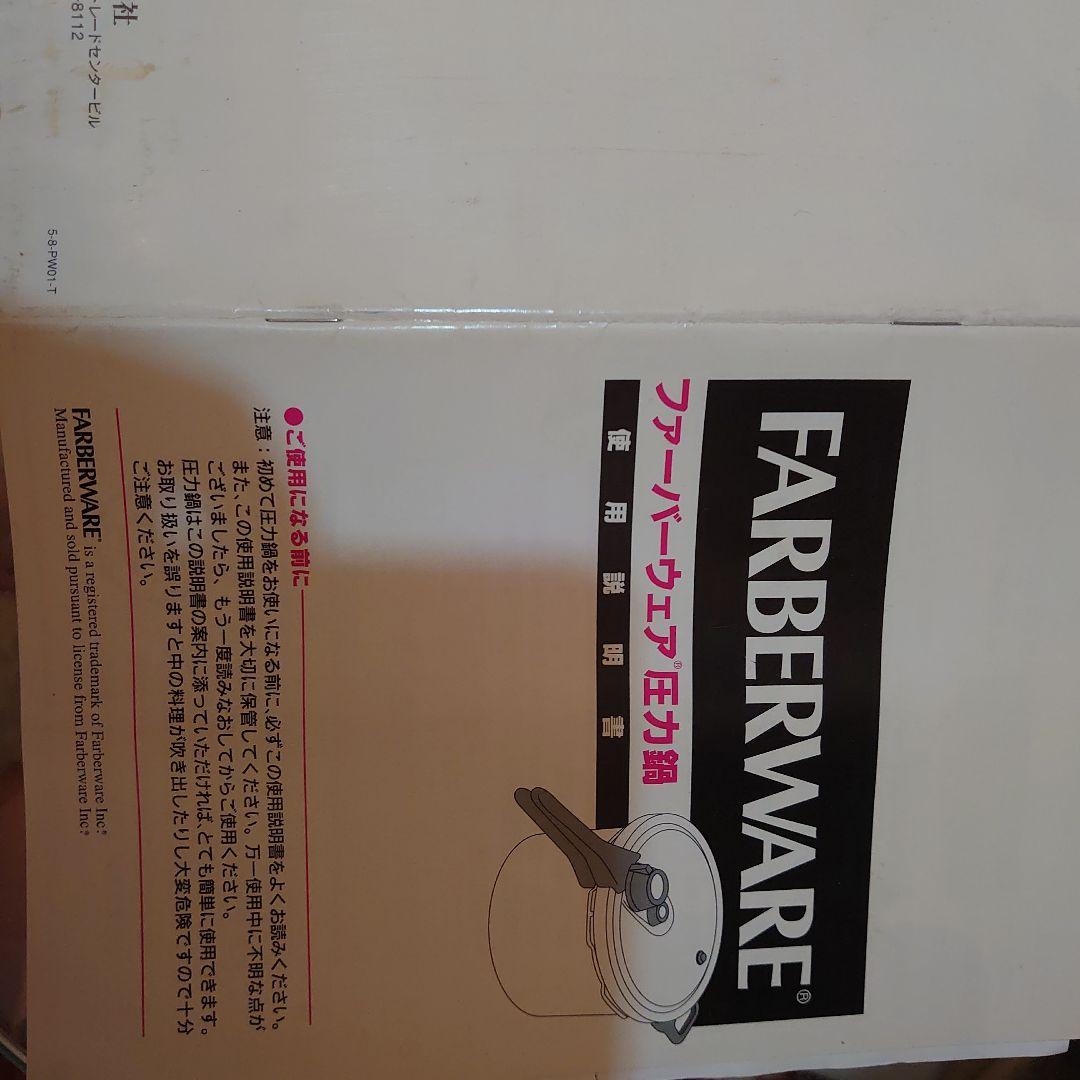 FARBERWARE®
ファーバーウェア®圧力鍋
使用説明書
●ご使用になる前に
注意：初めて圧力鍋をお使いになる前に、必ずこの使用説明書をよくお読みください。
また、この使用説明書を大切に保管してください。万一使用中に不明な点が
ございましたら、もう一度読みなおしてからご使用ください。
圧力鍋はこの説明書の案内に添っていただければ、とても簡単に使用できます。
お取り扱いを誤りますと中の料理が吹き出したりし大変危険ですので十分
ご注意ください。
FARBERWARE® is a registered trademark of Farberware Inc.®
Manufactured and sold pursuant to license from Farberware Inc.®
社
トレードセンタービル
-8112
5-8-PW01-T